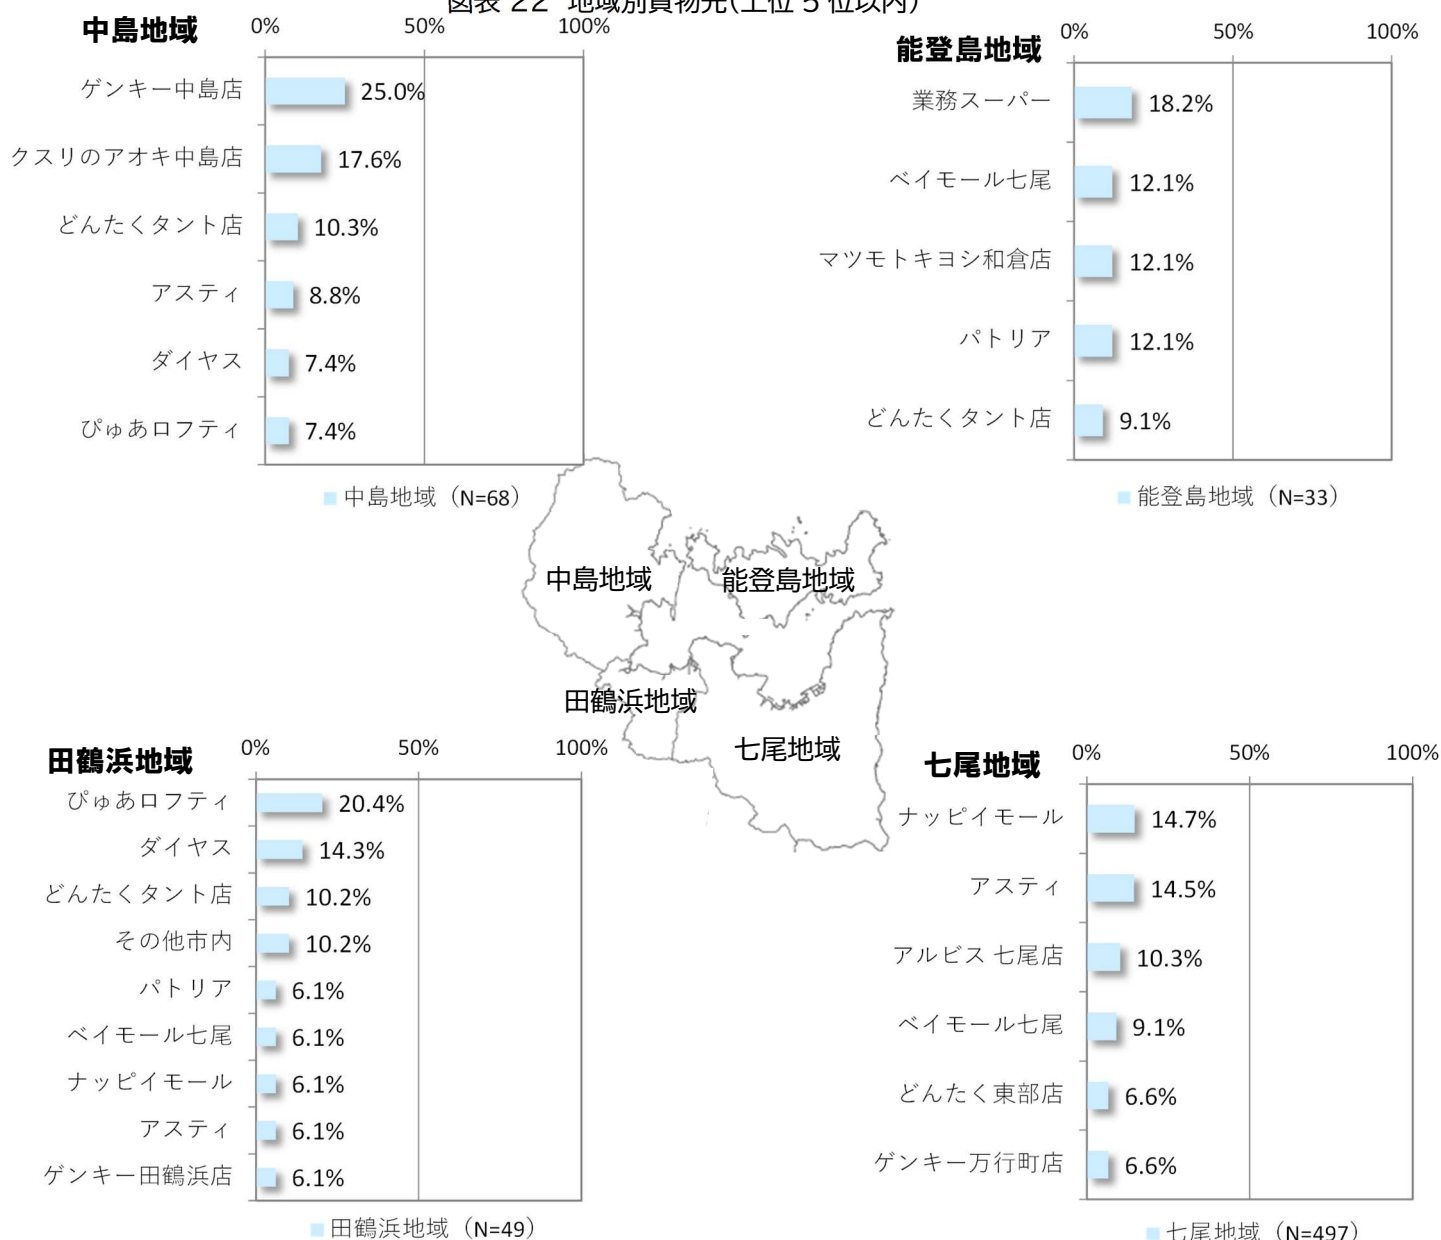 図表 22 地域別買物先（上位 5 位以内）
中島地域
0% 50% 100%
ゲンキー中島店 25.0%
クスリのアオキ中島店 17.6%
どんたくタント店 10.3%
アスティ 8.8%
ダイヤス 7.4%
ぴゅあロフティ 7.4%
中島地域（N=68）
能登島地域
0% 50% 100%
業務スーパー 18.2%
ベイモール七尾 12.1%
マツモトキヨシ和倉店 12.1%
パトリア 12.1%
どんたくタント店 9.1%
能登島地域（N=33）
中島地域
能登島地域
田鶴浜地域
七尾地域
田鶴浜地域
0% 50% 100%
ぴゅあロフティ 20.4%
ダイヤス 14.3%
どんたくタント店 10.2%
その他市内 10.2%
パトリア 6.1%
ベイモール七尾 6.1%
ナッピイモール 6.1%
アスティ 6.1%
ゲンキー田鶴浜店 6.1%
田鶴浜地域（N=49）
七尾地域
0% 50% 100%
ナッピイモール 14.7%
アスティ 14.5%
アルビス 七尾店 10.3%
ベイモール七尾 9.1%
どんたく東部店 6.6%
ゲンキー万行町店 6.6%
七尾地域（N=497）